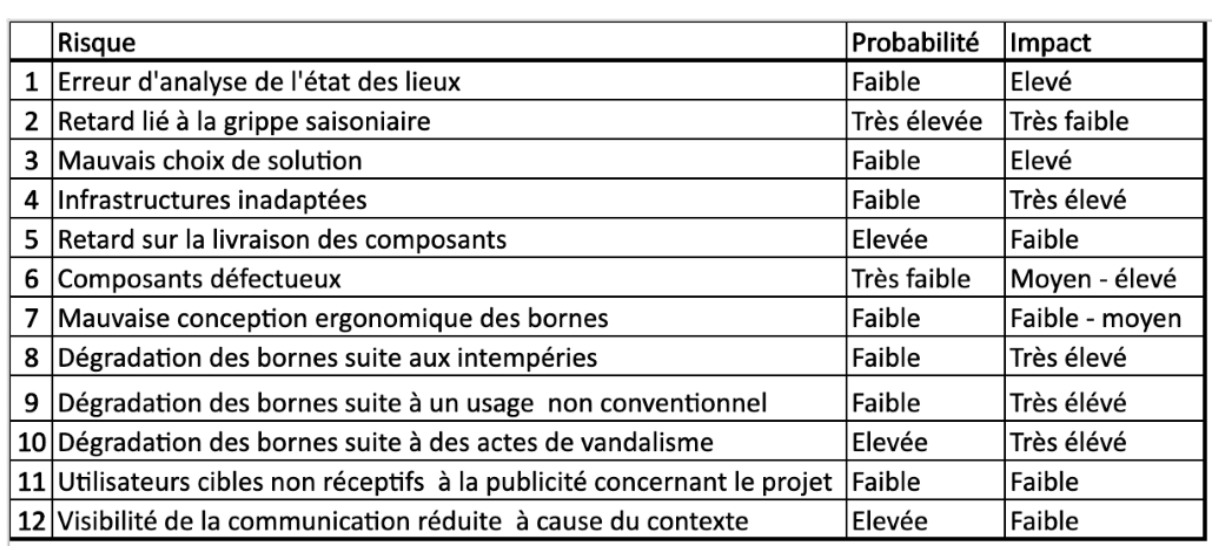 Risque Probabilité Impact
1 Erreur d'analyse de l'état des lieux Faible Elevé
2 Retard lié à la grippe saisoniaire Très élevée Très faible
3 Mauvais choix de solution Faible Elevé
4 Infrastructures inadaptées Faible Très élevé
5 Retard sur la livraison des composants Elevée Faible
6 Composants défectueux Très faible Moyen - élevé
7 Mauvaise conception ergonomique des bornes Faible Faible - moyen
8 Dégradation des bornes suite aux intempéries Faible Très élevé
9 Dégradation des bornes suite à un usage  non conventionnel Faible Très élévé
10 Dégradation des bornes suite à des actes de vandalisme Elevée Très élévé
11 Utilisateurs cibles non réceptifs  à la publicité concernant le projet Faible Faible
12 Visibilité de la communication réduite  à cause du contexte Elevée Faible